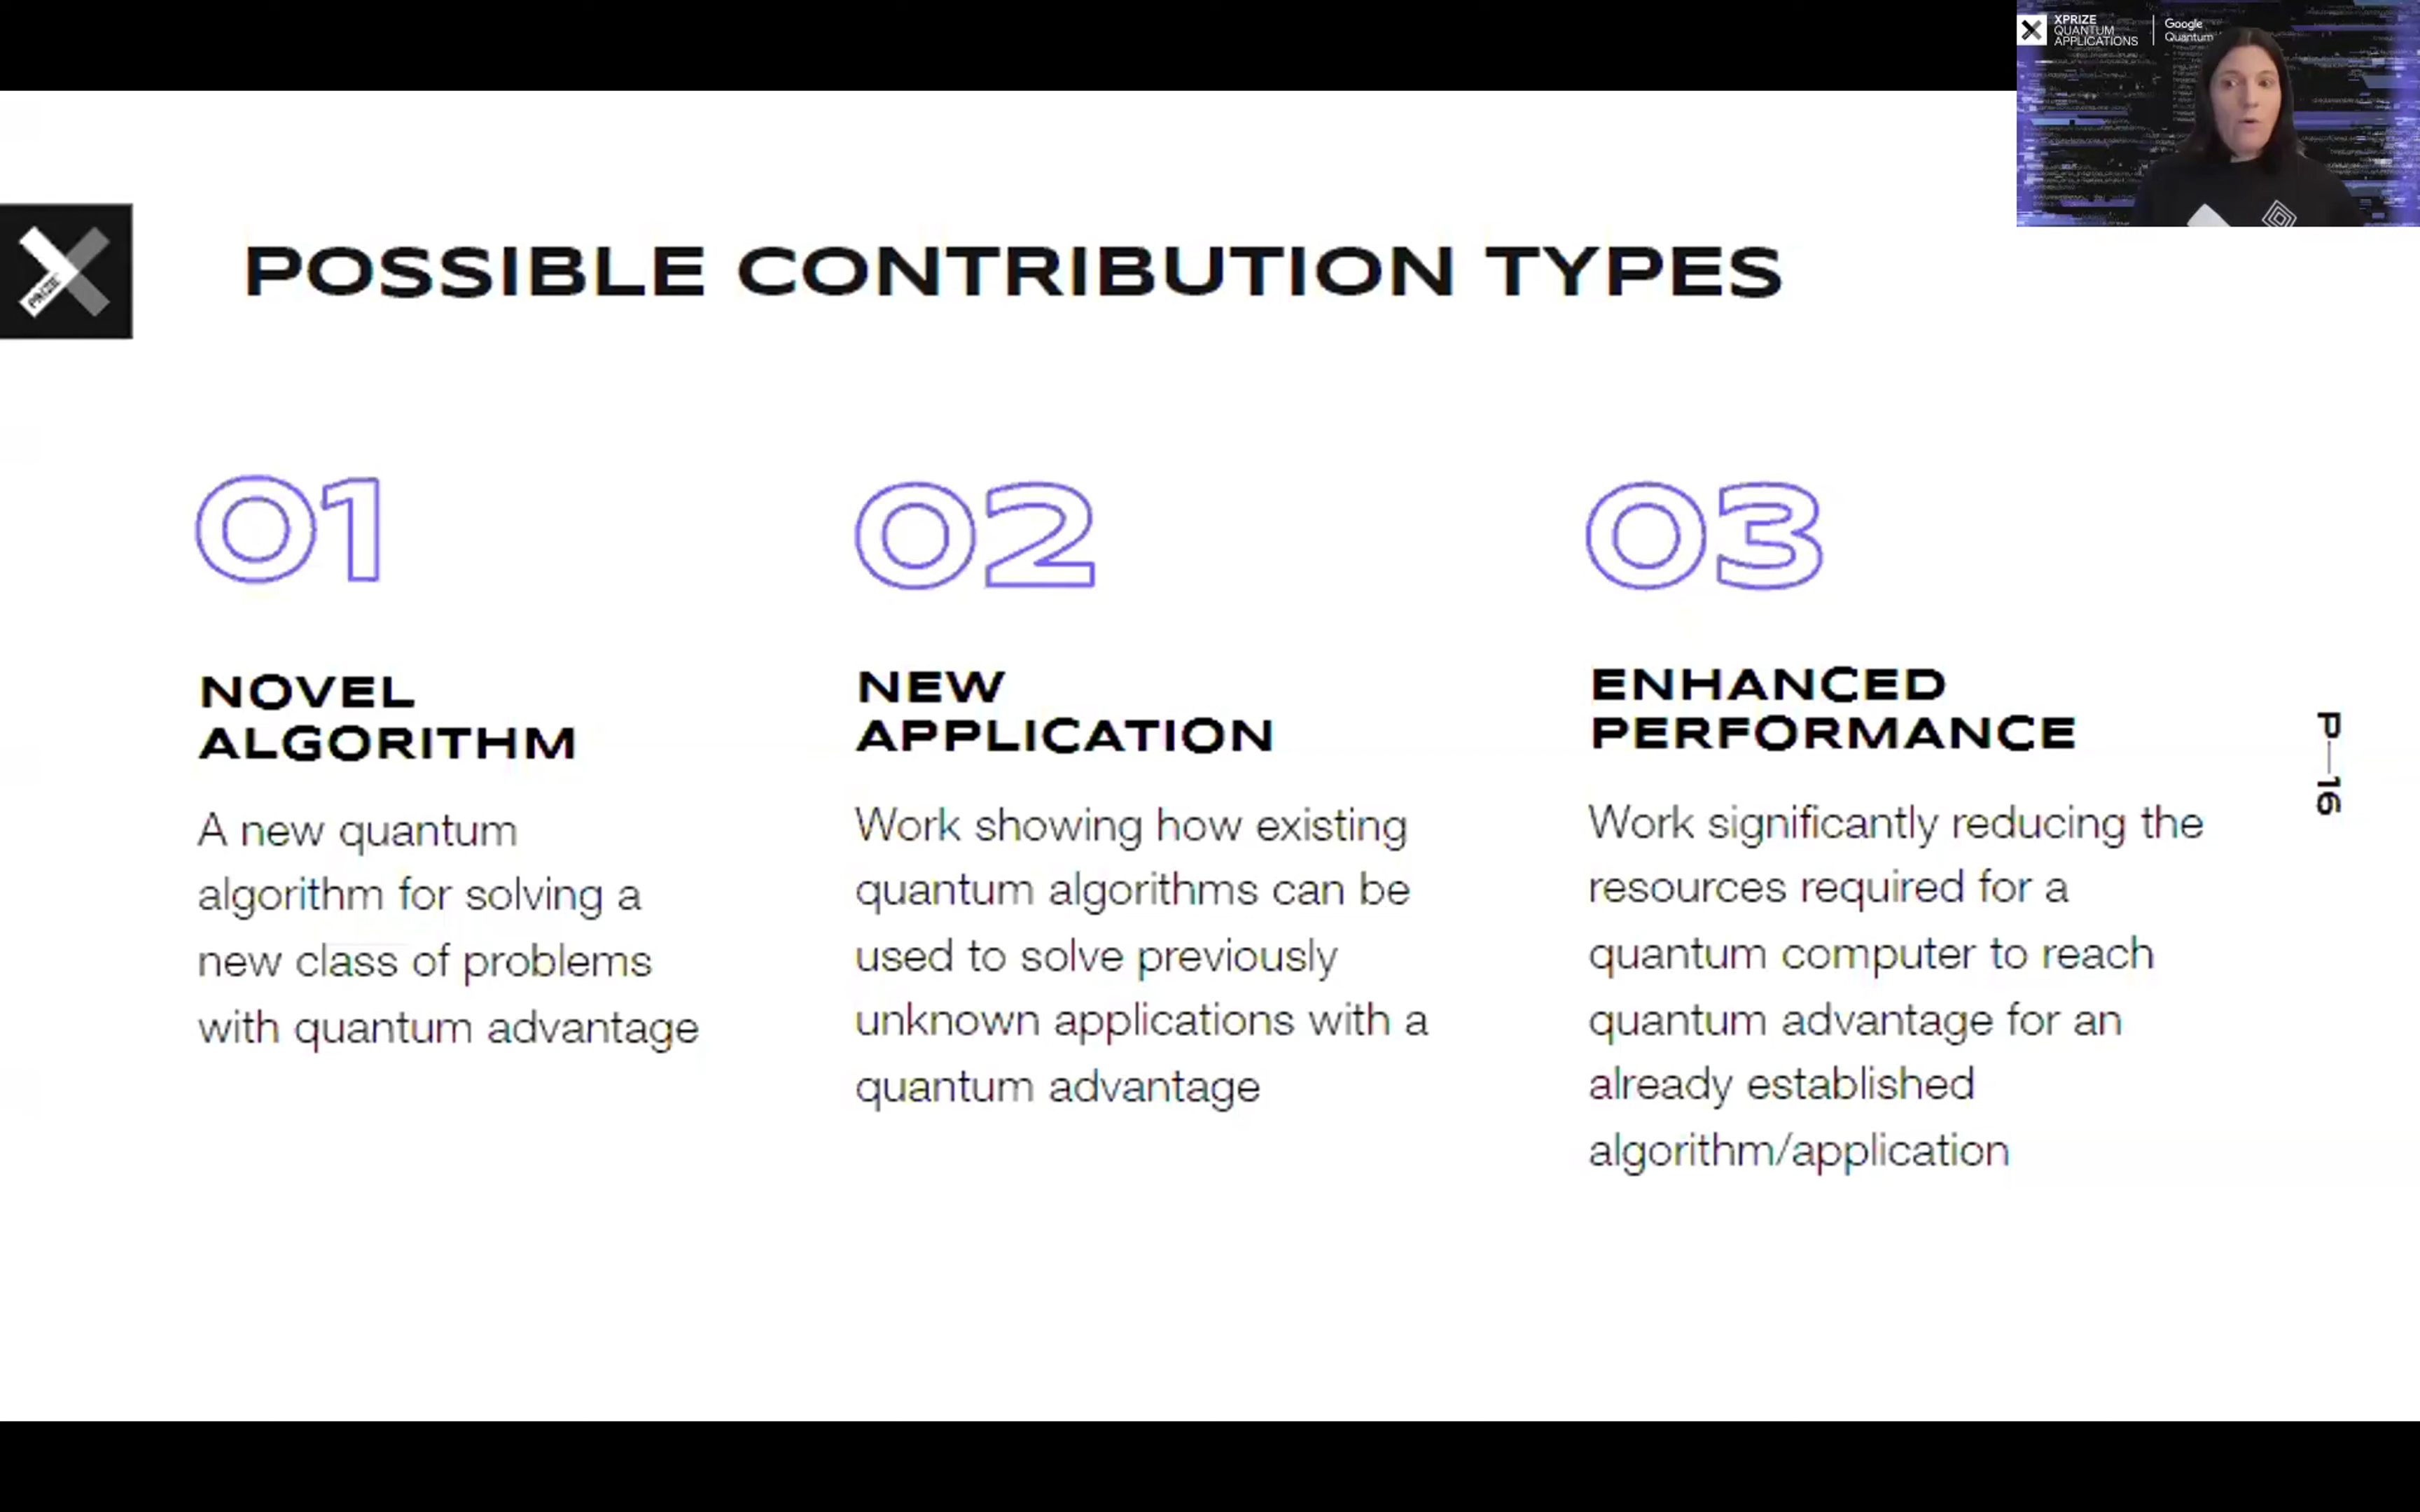 XPRIZE
QUANTUM
APPLICATIONS
Google
Quantum
PRIZE
POSSIBLE CONTRIBUTION TYPES
01
NOVEL
ALGORITHM
A new quantum
algorithm for solving a
new class of problems
with quantum advantage
02
NEW
APPLICATION
Work showing how existing
quantum algorithms can be
used to solve previously
unknown applications with a
quantum advantage
03
ENHANCED
PERFORMANCE
Work significantly reducing the
resources required for a
quantum computer to reach
quantum advantage for an
already established
algorithm/application
P—16